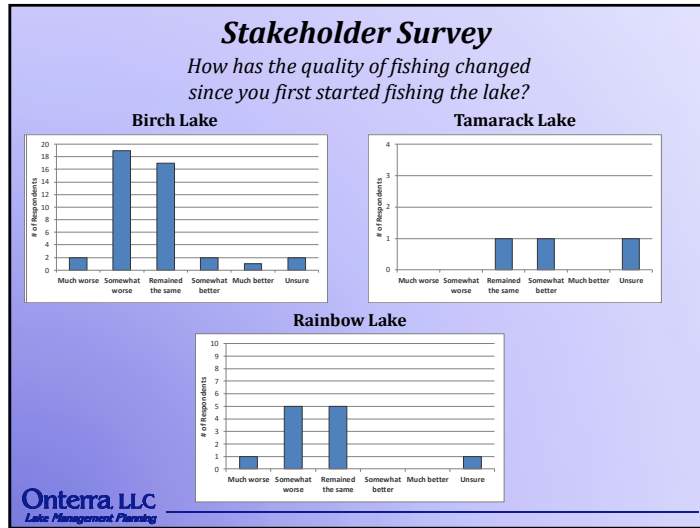 Stakeholder Survey
How has the quality of fishing changed
since you first started fishing the lake?
Birch Lake
# of Respondents
20
18
16
14
12
10
8
6
4
2
0
Much worse Somewhat worse Remained the same Somewhat better Much better Unsure
Tamarack Lake
# of Respondents
4
3
2
1
0
Much worse Somewhat worse Remained the same Somewhat better Much better Unsure
Rainbow Lake
# of Respondents
10
9
8
7
6
5
4
3
2
1
0
Much worse Somewhat worse Remained the same Somewhat better Much better Unsure
Onterra, LLC
Lake Management Planning